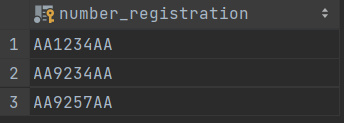 number_registration
1 AA1234AA
2 AA9234AA
3 AA9257AA